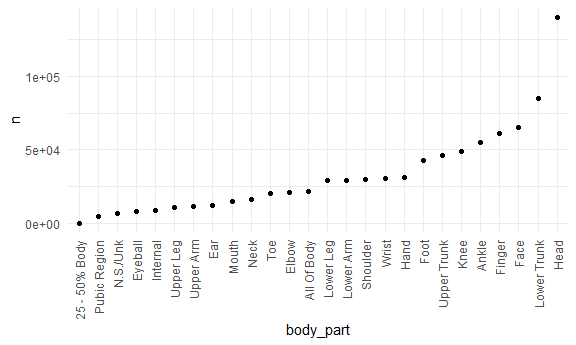 n
1e+05
5e+04
0e+00
25 - 50% Body
Pubic Region
N.S./Unk
Eyeball
Internal
Upper Leg
Upper Arm
Ear
Mouth
Neck
Toe
Elbow
All Of Body
Lower Leg
Lower Arm
Shoulder
Wrist
Hand
Foot
Upper Trunk
Knee
Ankle
Finger
Face
Lower Trunk
Head
body_part